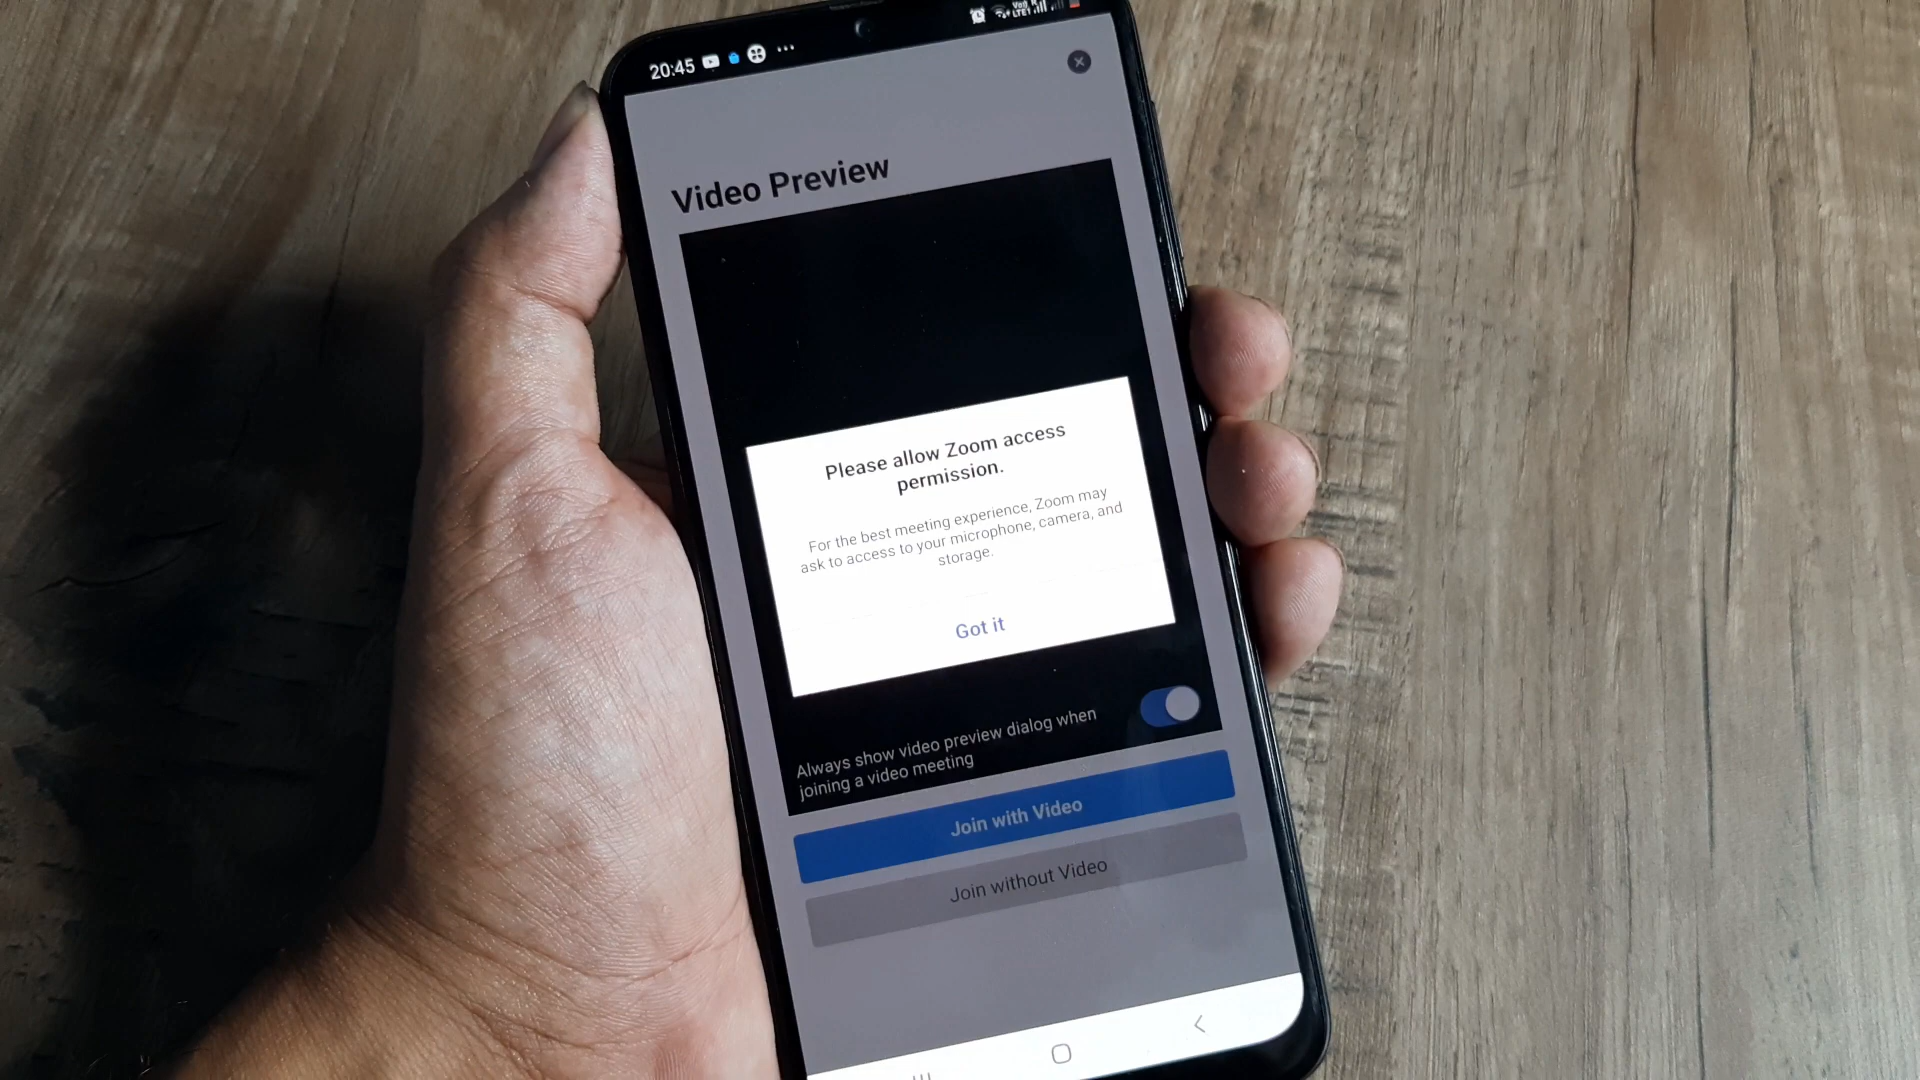 20:45
Video Preview
Please allow Zoom access
permission.
For the best meeting experience, Zoom may
ask to access to your microphone, camera, and
storage.
Got it
Always show video preview dialog when
joining a video meeting
Join with Video
Join without Video